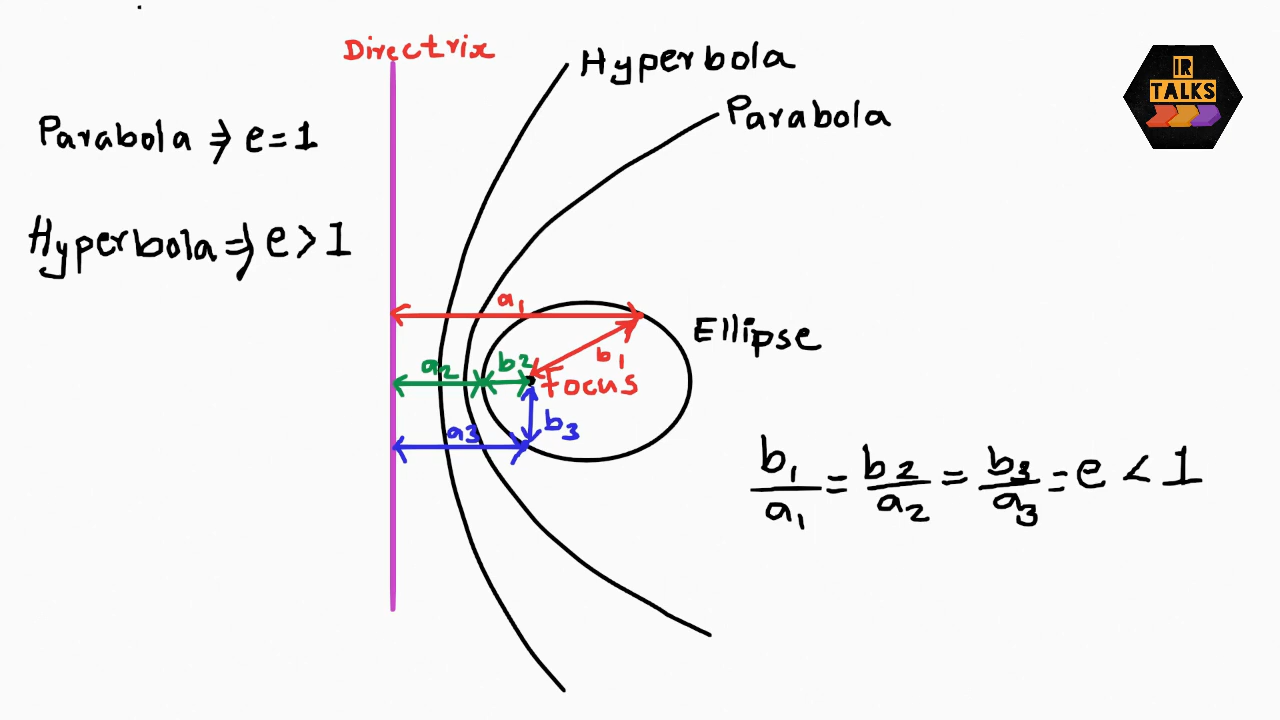 Directrix
Hyperbola
Parabola
IR
TALKS
Parabola ⇒ e = 1
Hyperbola ⇒ e > 1
a₁
Ellipse
b₁
a₂
b₂
focus
a₃
b₃
b₁/a₁ = b₂/a₂ = b₃/a₃ = e < 1